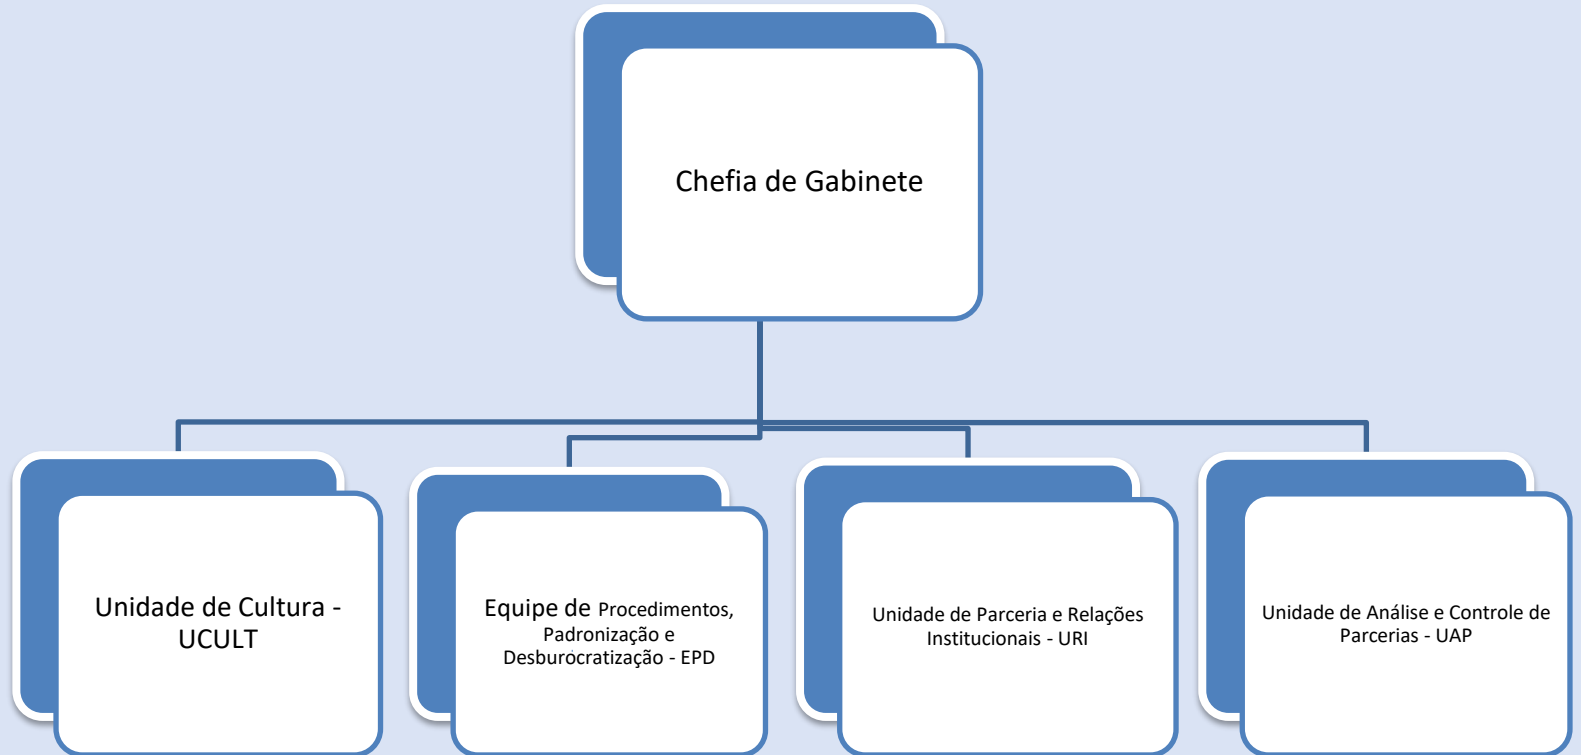 Chefia de Gabinete
Unidade de Cultura -
UCULT
Equipe de Procedimentos,
Padronização e
Desburocratização - EPD
Unidade de Parceria e Relações
Institucionais - URI
Unidade de Análise e Controle de
Parcerias - UAP